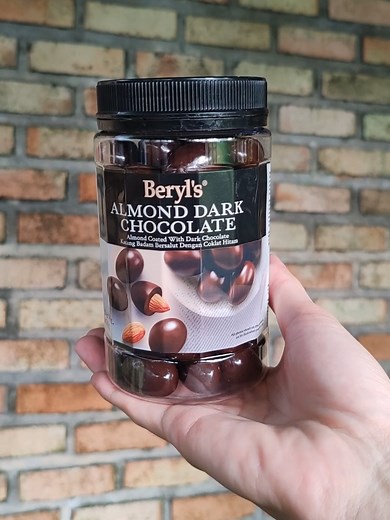 Beryl's®
ALMOND DARK
CHOCOLATE
Almond Coated With Dark Chocolate
Kacang Badam Bersalut Dengan Coklat Hitam